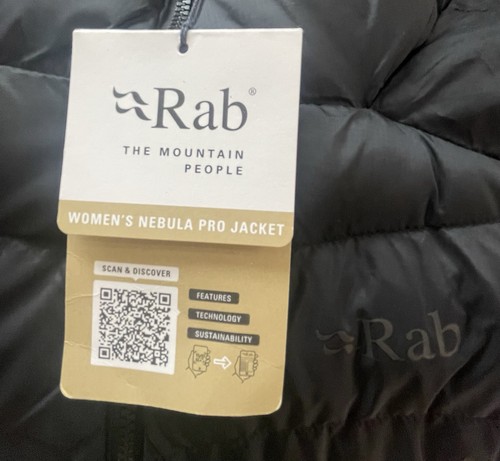 Rab®
THE MOUNTAIN
PEOPLE
WOMEN'S NEBULA PRO JACKET
SCAN & DISCOVER
FEATURES
TECHNOLOGY
SUSTAINABILITY
Rab